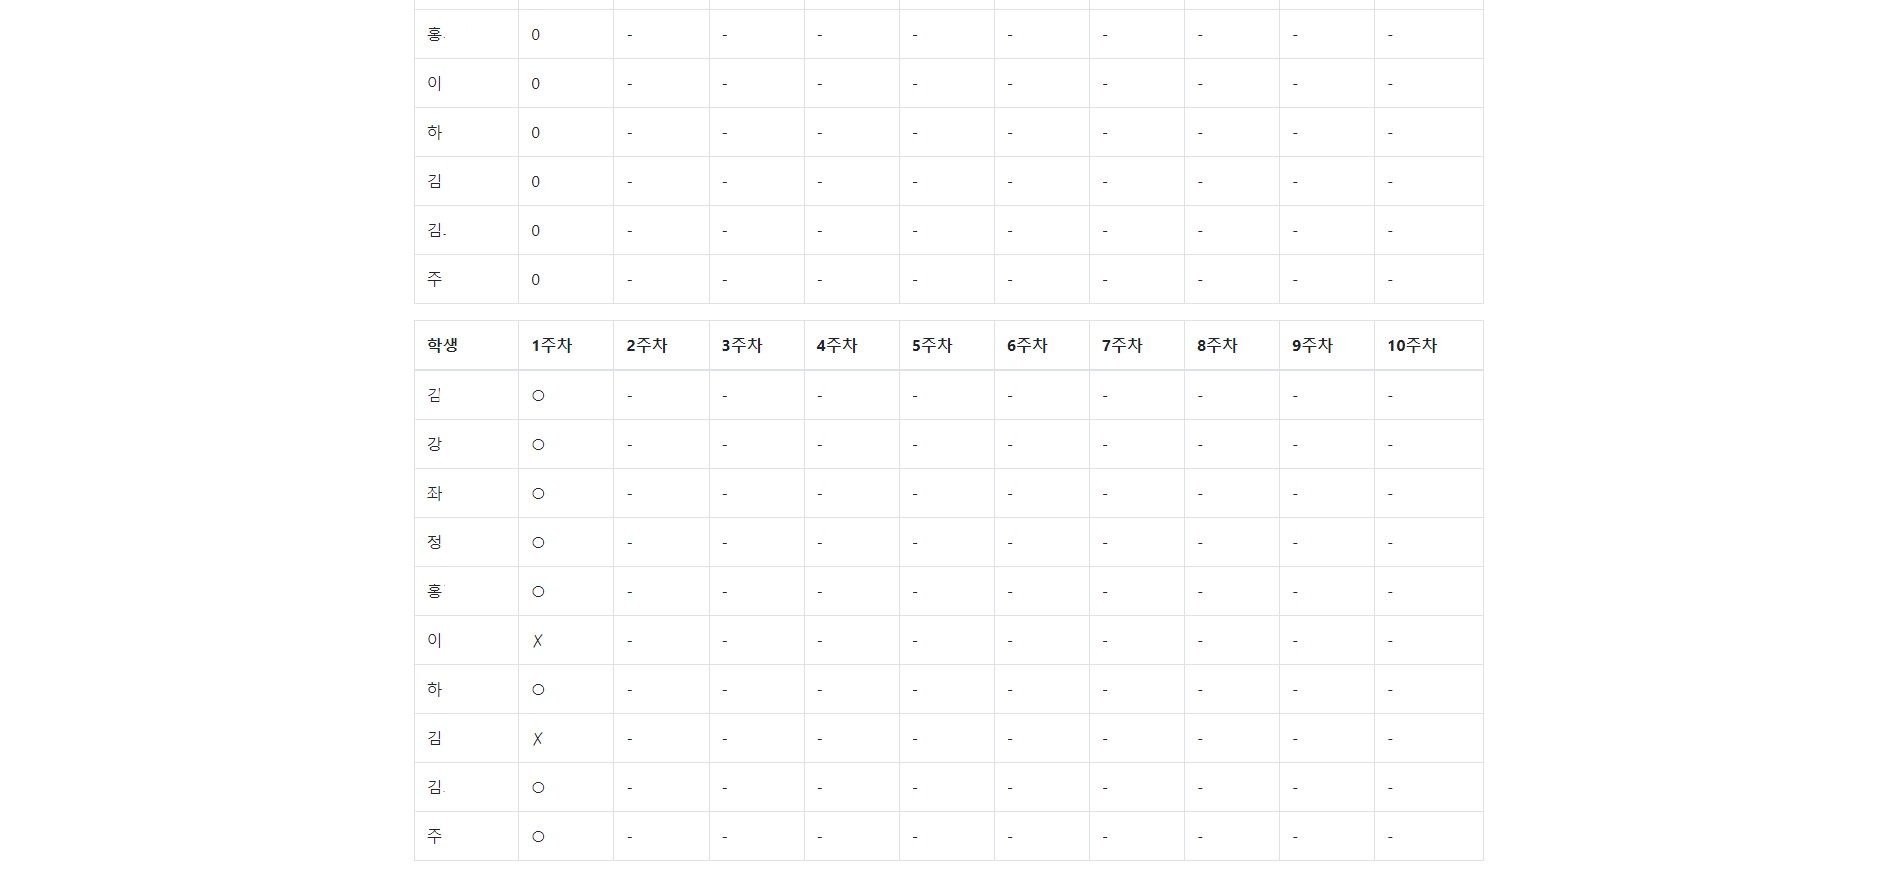 홍 0 - - - - - - - - -
이 0 - - - - - - - - -
하 0 - - - - - - - - -
김 0 - - - - - - - - -
김 0 - - - - - - - - -
주 0 - - - - - - - - -
학생 1주차 2주차 3주차 4주차 5주차 6주차 7주차 8주차 9주차 10주차
김 ○ - - - - - - - - -
강 ○ - - - - - - - - -
좌 ○ - - - - - - - - -
정 ○ - - - - - - - - -
홍 ○ - - - - - - - - -
이 X - - - - - - - - -
하 ○ - - - - - - - - -
김 X - - - - - - - - -
김 ○ - - - - - - - - -
주 ○ - - - - - - - - -